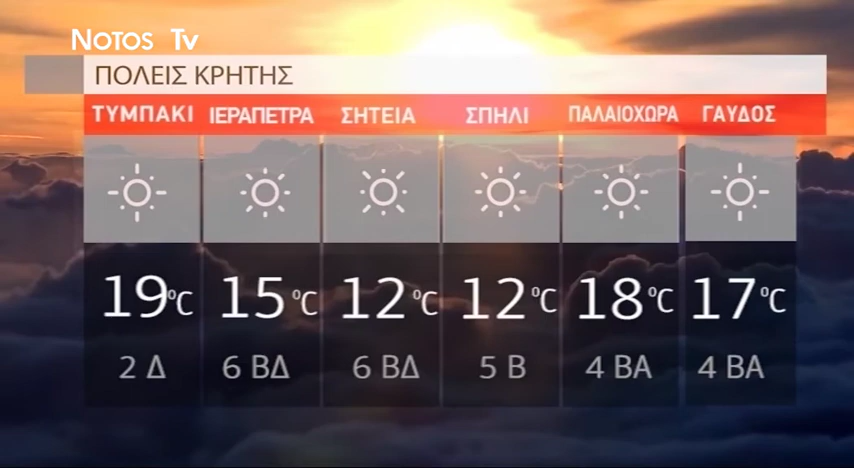 NOTOS TV
ΠΟΛΕΙΣ ΚΡΗΤΗΣ
ΤΥΜΠΑΚΙ ΙΕΡΑΠΕΤΡΑ ΣΗΤΕΙΑ ΣΠΗΛΙ ΠΑΛΑΙΟΧΩΡΑ ΓΑΥΔΟΣ
19°C 15°C 12°C 12°C 18°C 17°C
2 Δ 6 ΒΔ 6 ΒΔ 5 Β 4 ΒΑ 4 ΒΑ